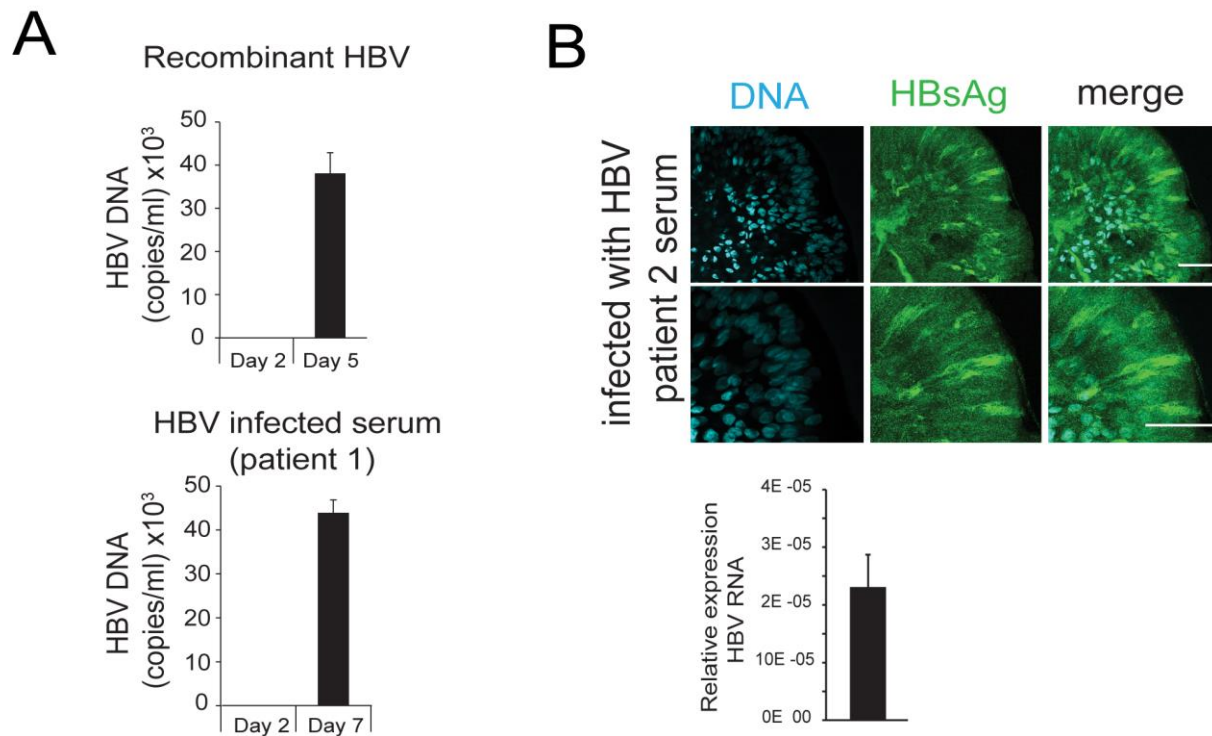 A
Recombinant HBV
HBV DNA
(copies/ml) x10³
50
40
30
20
10
0
Day 2
Day 5
HBV infected serum
(patient 1)
HBV DNA
(copies/ml) x10³
50
40
30
20
10
0
Day 2
Day 7
B
DNA
HBsAg
merge
infected with HBV
patient 2 serum
Relative expression
HBV RNA
4E -05
3E -05
2E -05
10E -05
0E 00